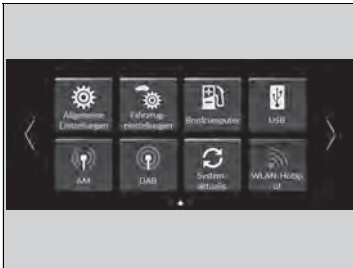 Allgemeine
Einstellungen
Fahrzeug-
einstellungen
Bordcomputer
USB
AM
DAB
System-
aktualis.
WLAN-Hotsp
ot